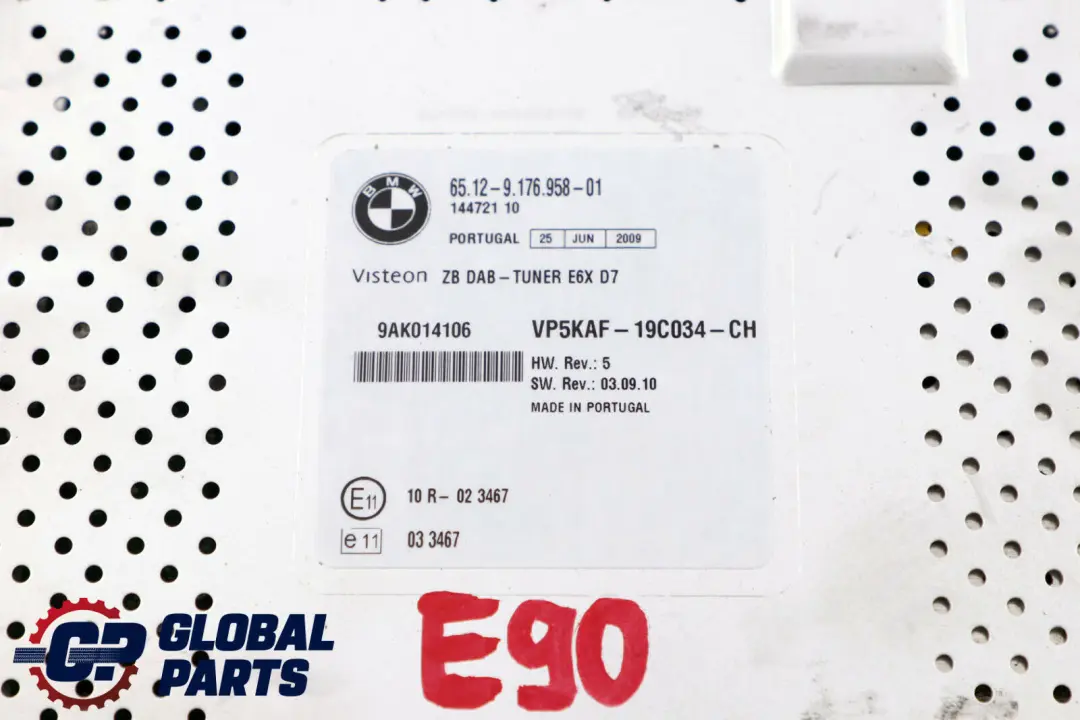 BMW
65.12-9.176.958-01
14472110
PORTUGAL 25 JUN 2009
Visteon ZB DAB-TUNER E6X D7
9AK014106 VP5KAF-19C034-CH
HW. Rev.: 5
SW. Rev.: 03.09.10
MADE IN PORTUGAL
E11 10 R-02 3467
e11 03 3467
E90
GP GLOBAL
PARTS